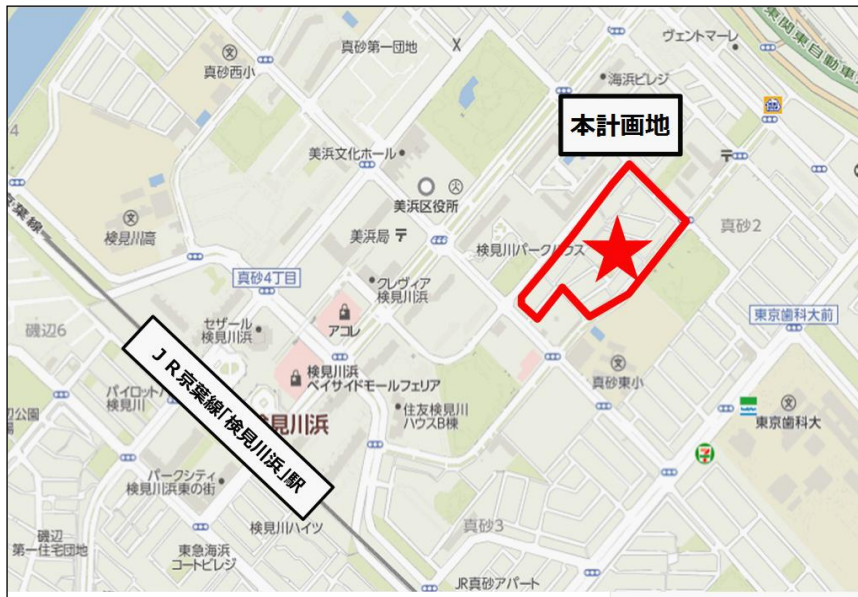 ヴェントマーレ
東関東自動車
真砂第一団地
真砂西小
海浜ビレジ
本計画地
4
美浜文化ホール
美浜区役所
検見川高
美浜局
検見川パークハウス
真砂2
京葉線
真砂4丁目
クレヴィア
検見川浜
磯辺6
セザール
検見川浜
アコレ
東京歯科大前
検見川浜
ベイサイドモールフェリア
真砂東小
ＪＲ京葉線「検見川浜」駅
検見川浜
住友検見川
ハウスB棟
東京歯科大
パークシティ
検見川浜東の街
検見川ハイツ
真砂3
磯辺
第一住宅団地
東急海浜
コートビレジ
JR真砂アパート